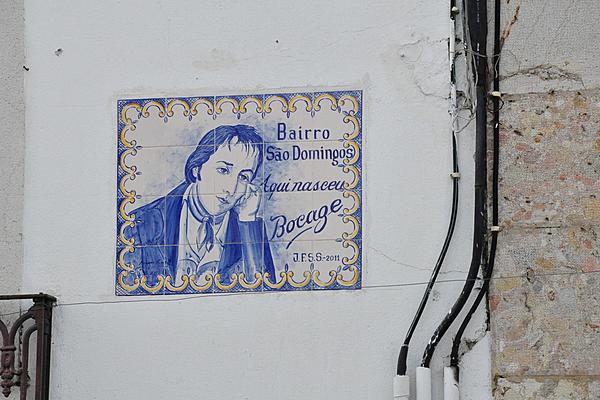 Bairro
São Domingos
Aqui nasceu
Bocage
J.F.S.S.-2011